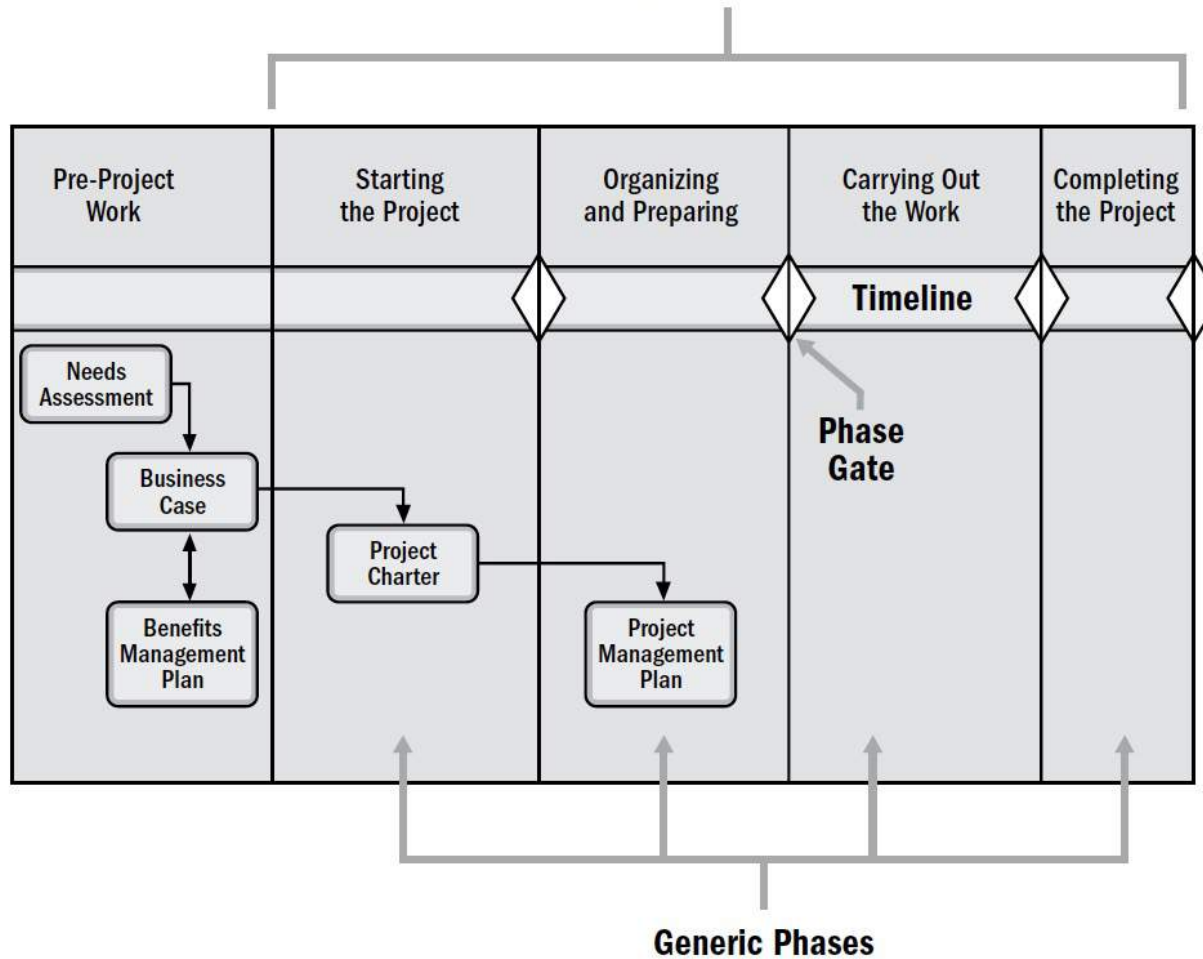 Pre-Project
Work
Starting
the Project
Organizing
and Preparing
Carrying Out
the Work
Completing
the Project
Timeline
Needs
Assessment
Phase
Gate
Business
Case
Project
Charter
Benefits
Management
Plan
Project
Management
Plan
Generic Phases